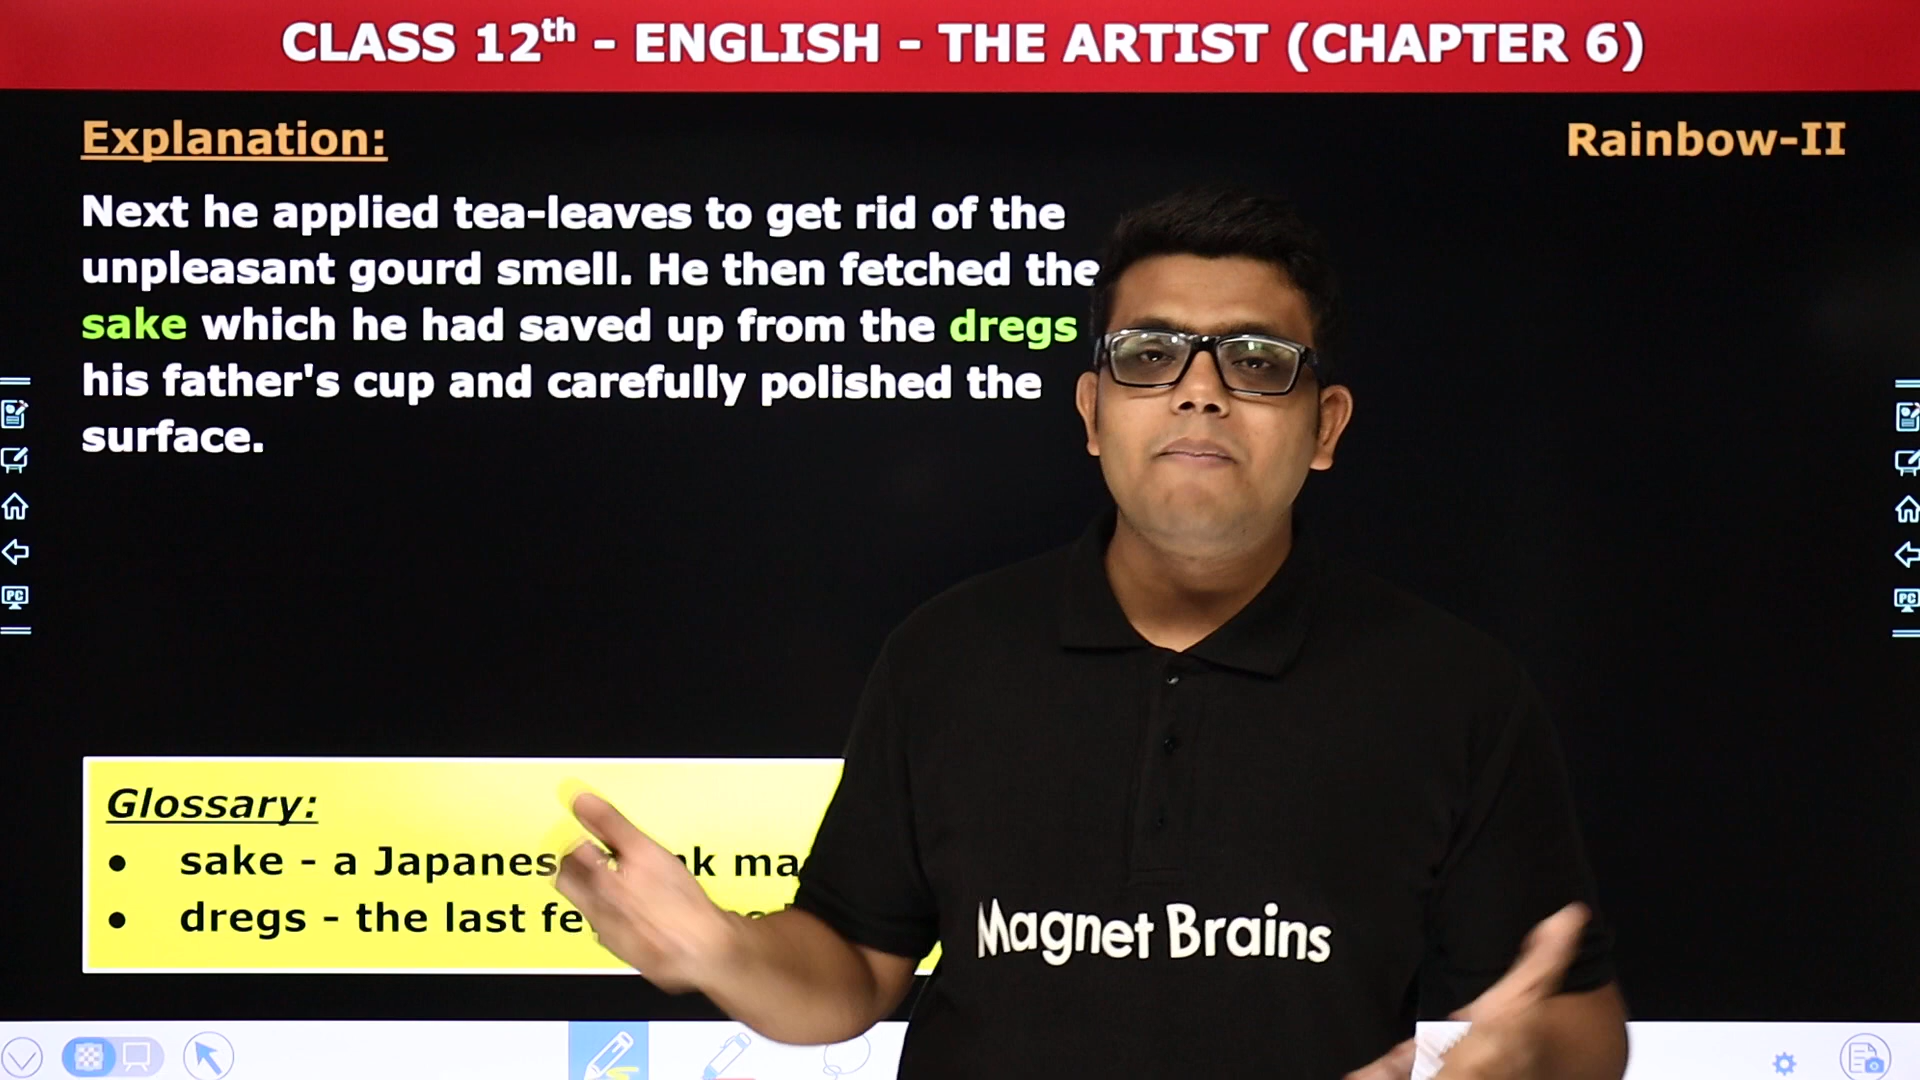 CLASS 12th - ENGLISH - THE ARTIST (CHAPTER 6)
Explanation:
Rainbow-II
Next he applied tea-leaves to get rid of the
unpleasant gourd smell. He then fetched the
sake which he had saved up from the dregs
his father's cup and carefully polished the
surface.
Glossary:
● sake - a Japanes
● dregs - the last
Magnet Brains
PC
PC